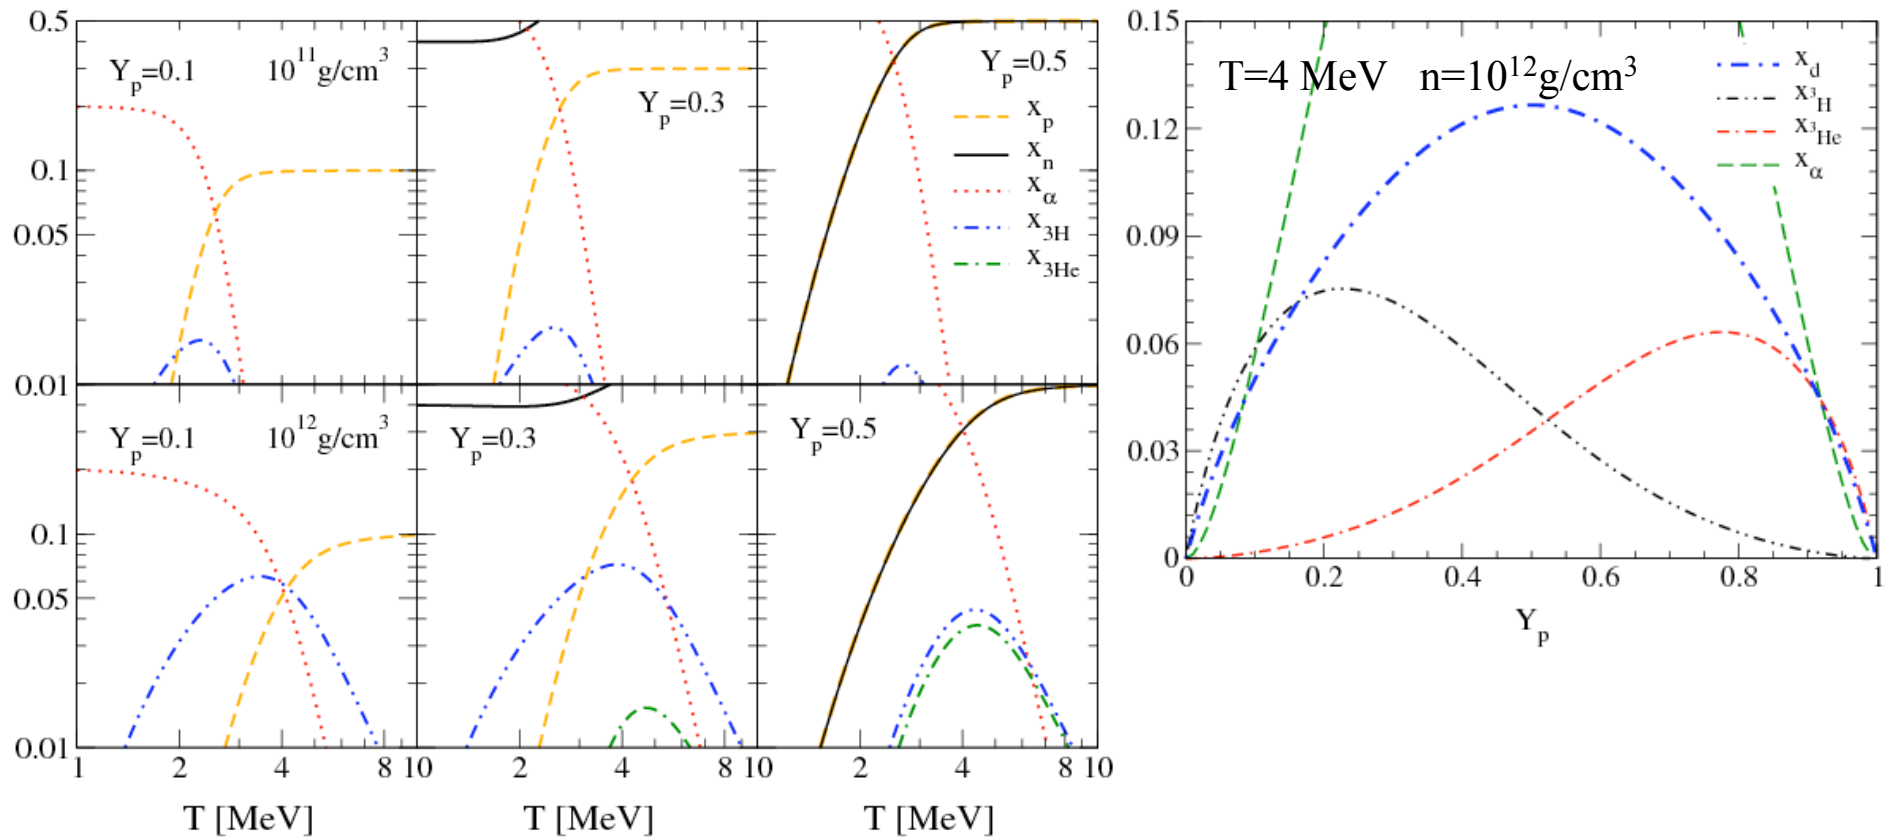 0.5
0.1
0.05
0.01
Y_p=0.1 10^11 g/cm^3
Y_p=0.3
Y_p=0.5
x_p
x_n
x_α
x_3H
x_3He
0.1
0.05
0.01
Y_p=0.1 10^12 g/cm^3
Y_p=0.3
Y_p=0.5
1 2 4 8 10 2 4 8 10 2 4 8 10
T [MeV] T [MeV] T [MeV]
0.15
0.12
0.09
0.06
0.03
0
T=4 MeV n=10^12 g/cm^3
x_d
x_³H
x_³He
x_α
0 0.2 0.4 0.6 0.8 1
Y_p